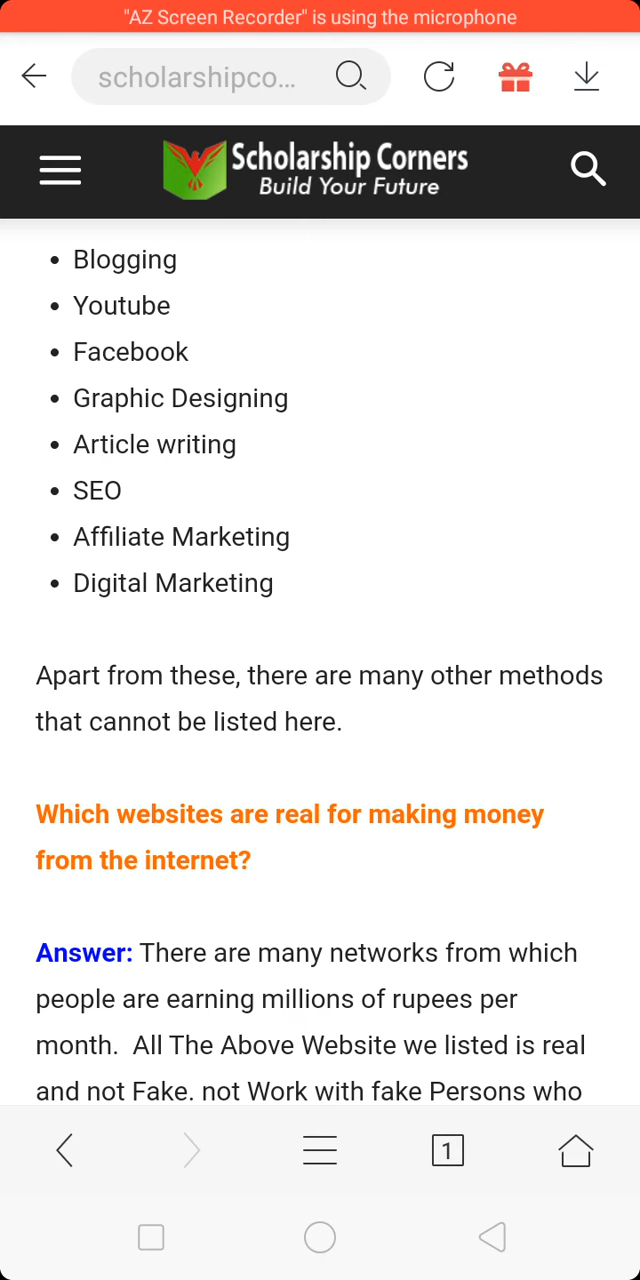 "AZ Screen Recorder" is using the microphone
scholarshipco...
Scholarship Corners
Build Your Future
• Blogging
• Youtube
• Facebook
• Graphic Designing
• Article writing
• SEO
• Affiliate Marketing
• Digital Marketing
Apart from these, there are many other methods
that cannot be listed here.
Which websites are real for making money
from the internet?
Answer: There are many networks from which
people are earning millions of rupees per
month.  All The Above Website we listed is real
and not Fake. not Work with fake Persons who
1